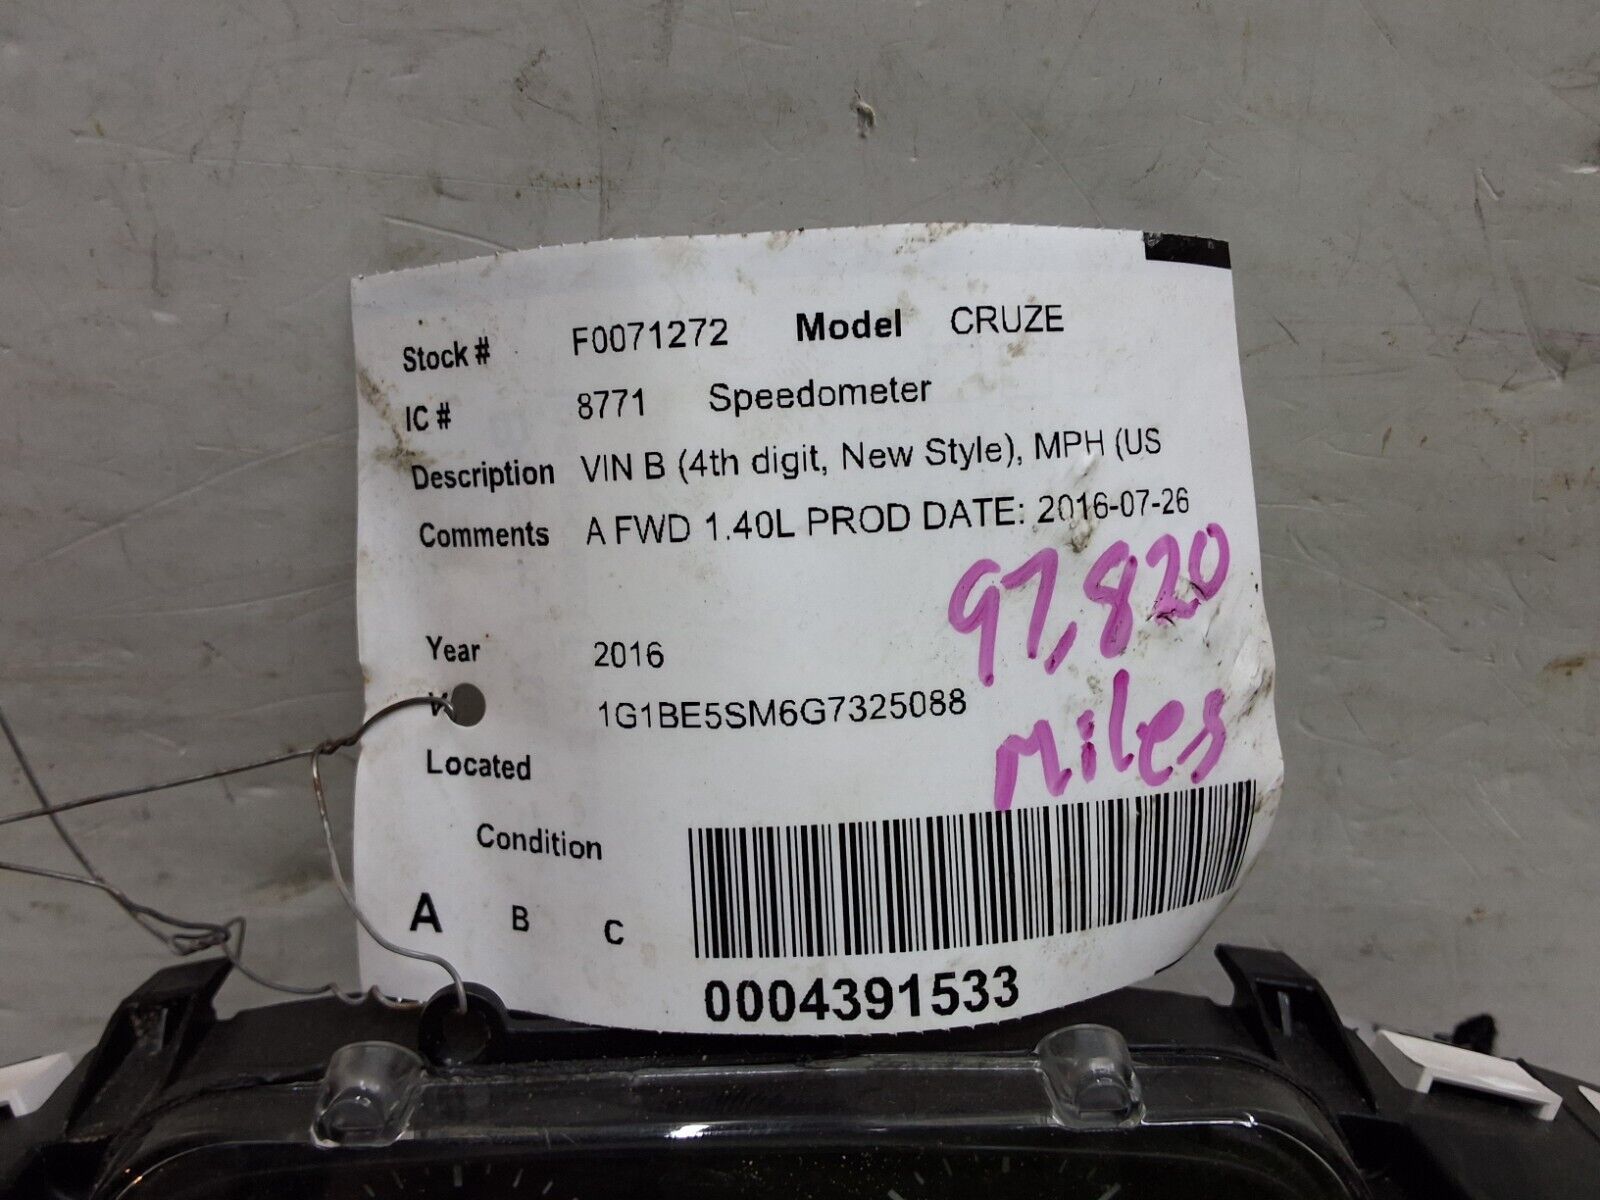 Stock # F0071272 Model CRUZE
IC # 8771 Speedometer
Description VIN B (4th digit, New Style), MPH (US
Comments A FWD 1.40L PROD DATE: 2016-07-26
97,820
Miles
Year 2016
V 1G1BE5SM6G7325088
Located
Condition
A B C
0004391533